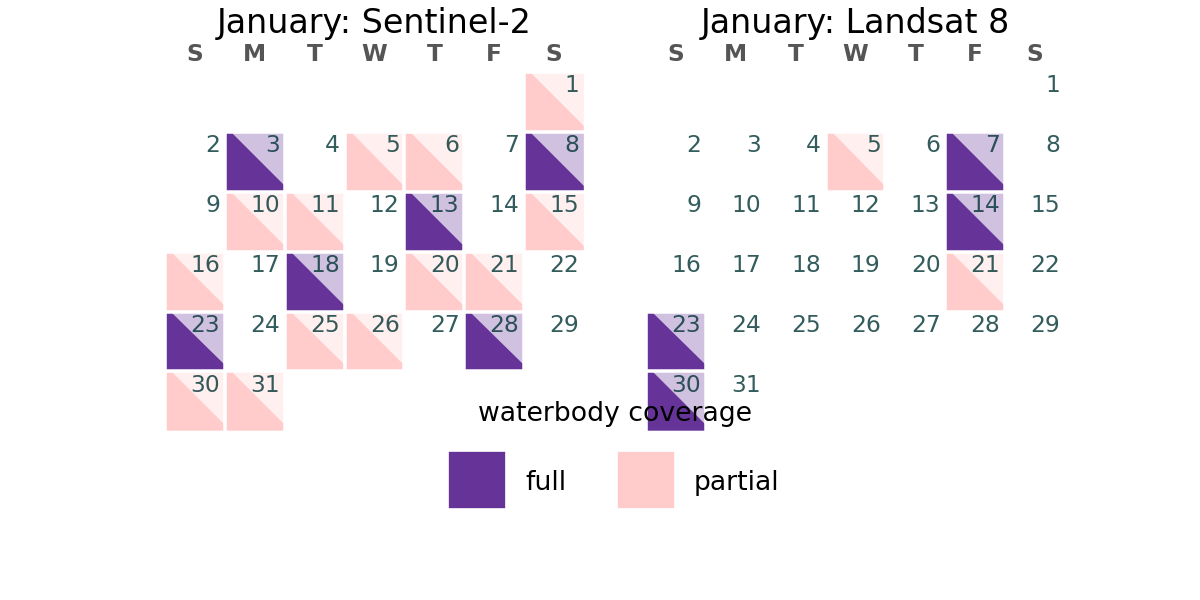 January: Sentinel-2
S M T W T F S
1
2 3 4 5 6 7 8
9 10 11 12 13 14 15
16 17 18 19 20 21 22
23 24 25 26 27 28 29
30 31
January: Landsat 8
S M T W T F S
1
2 3 4 5 6 7 8
9 10 11 12 13 14 15
16 17 18 19 20 21 22
23 24 25 26 27 28 29
30 31
waterbody coverage
full partial